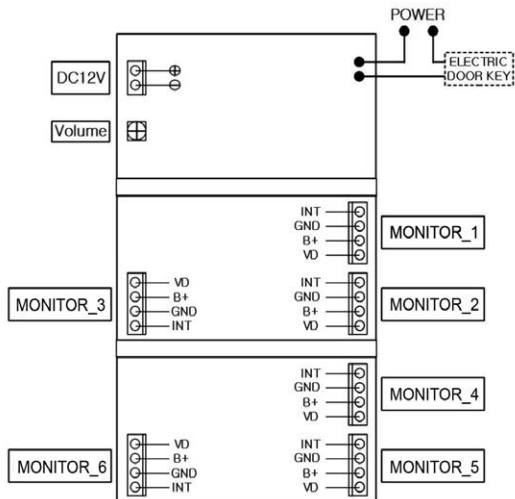 POWER
DC12V
⊕
⊖
ELECTRIC
DOOR KEY
Volume
INT
GND
B+
VD
MONITOR_1
MONITOR_3
VD
B+
GND
INT
INT
GND
B+
VD
MONITOR_2
INT
GND
B+
VD
MONITOR_4
MONITOR_6
VD
B+
GND
INT
INT
GND
B+
VD
MONITOR_5